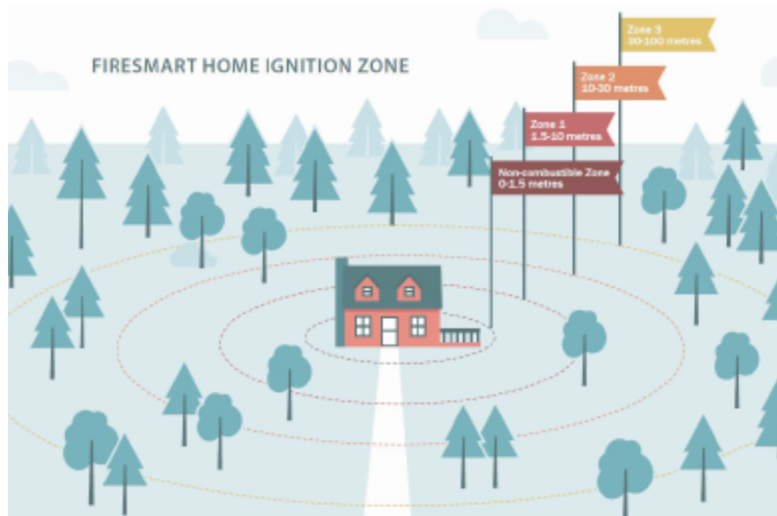 FIRESMART HOME IGNITION ZONE
Zone 3
30-100 metres
Zone 2
10-30 metres
Zone 1
1.5-10 metres
Non-combustible Zone
0-1.5 metres